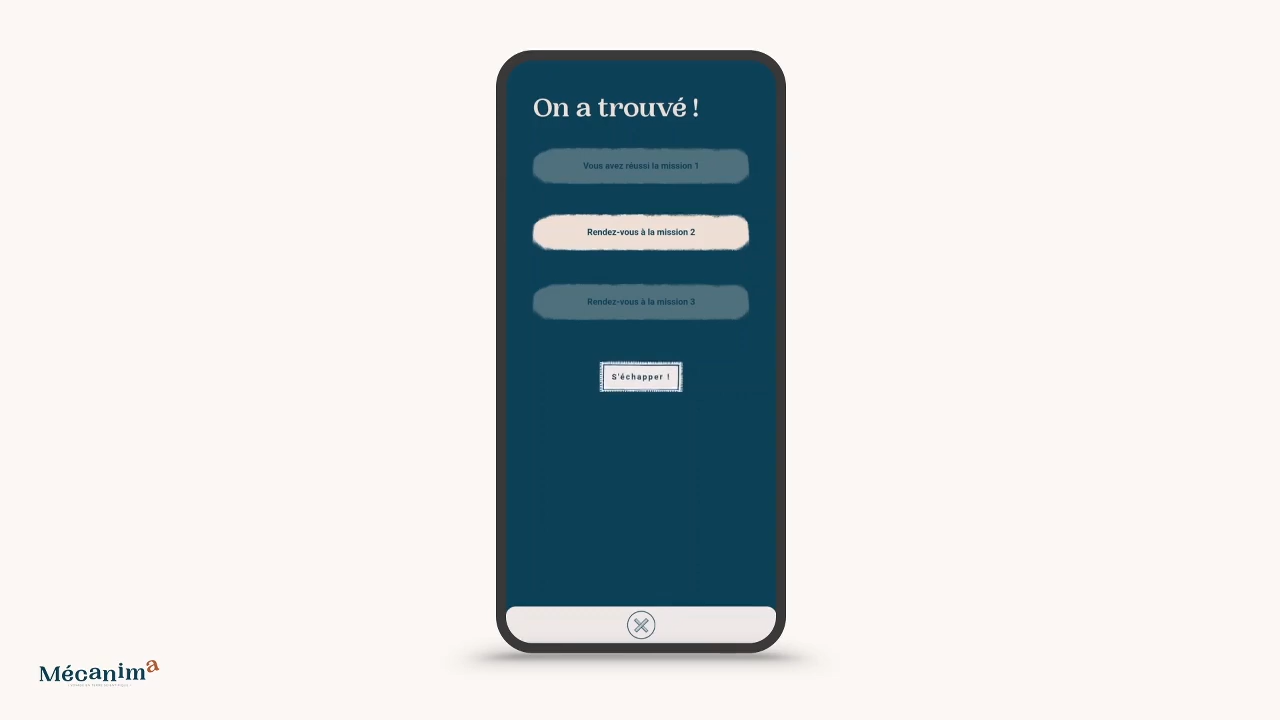 On a trouvé !
Vous avez réussi la mission 1
Rendez-vous à la mission 2
Rendez-vous à la mission 3
S'échapper !
Mécanima